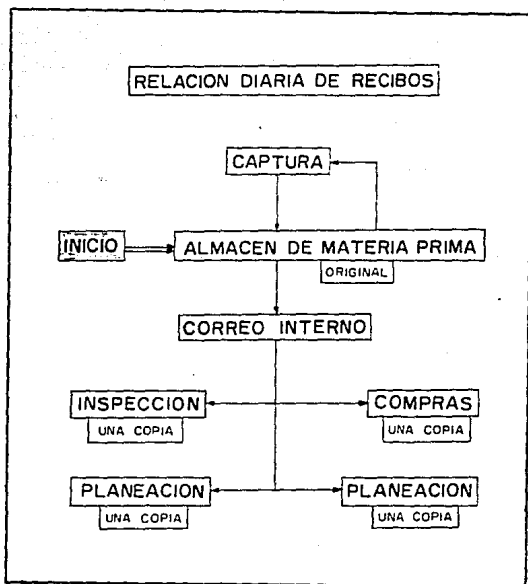 RELACION DIARIA DE RECIBOS
CAPTURA
INICIO
ALMACEN DE MATERIA PRIMA
ORIGINAL
CORREO INTERNO
INSPECCION
COMPRAS
UNA COPIA
UNA COPIA
PLANEACION
PLANEACION
UNA COPIA
UNA COPIA